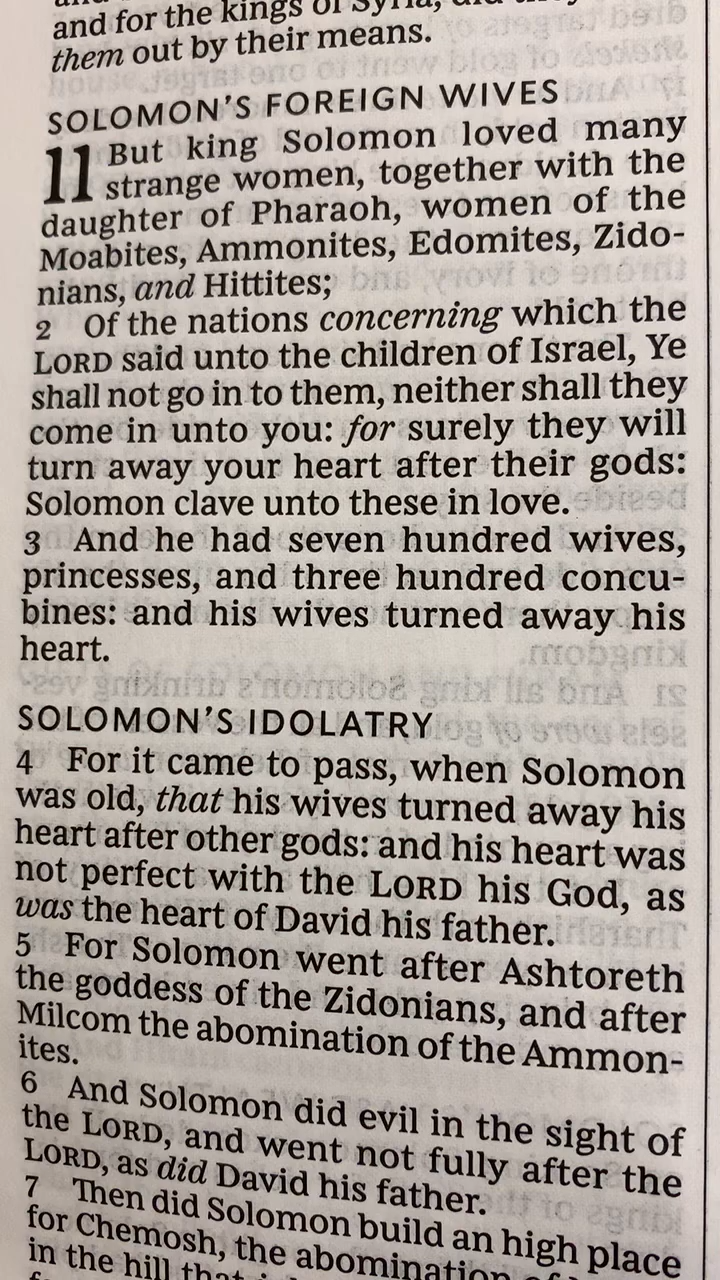 and for the kings of Syria, did they
them out by their means.
SOLOMON'S FOREIGN WIVES
11 But king Solomon loved many
strange women, together with the
daughter of Pharaoh, women of the
Moabites, Ammonites, Edomites, Zido-
nians, and Hittites;
2 Of the nations concerning which the
LORD said unto the children of Israel, Ye
shall not go in to them, neither shall they
come in unto you: for surely they will
turn away your heart after their gods:
Solomon clave unto these in love.
3 And he had seven hundred wives,
princesses, and three hundred concu-
bines: and his wives turned away his
heart.
SOLOMON'S IDOLATRY
4 For it came to pass, when Solomon
was old, that his wives turned away his
heart after other gods: and his heart was
not perfect with the LORD his God, as
was the heart of David his father.
5 For Solomon went after Ashtoreth
the goddess of the Zidonians, and after
Milcom the abomination of the Ammon-
ites.
6 And Solomon did evil in the sight of
the LORD, and went not fully after the
LORD, as did David his father.
7 Then did Solomon build an high place
for Chemosh, the abomination of
in the hill that